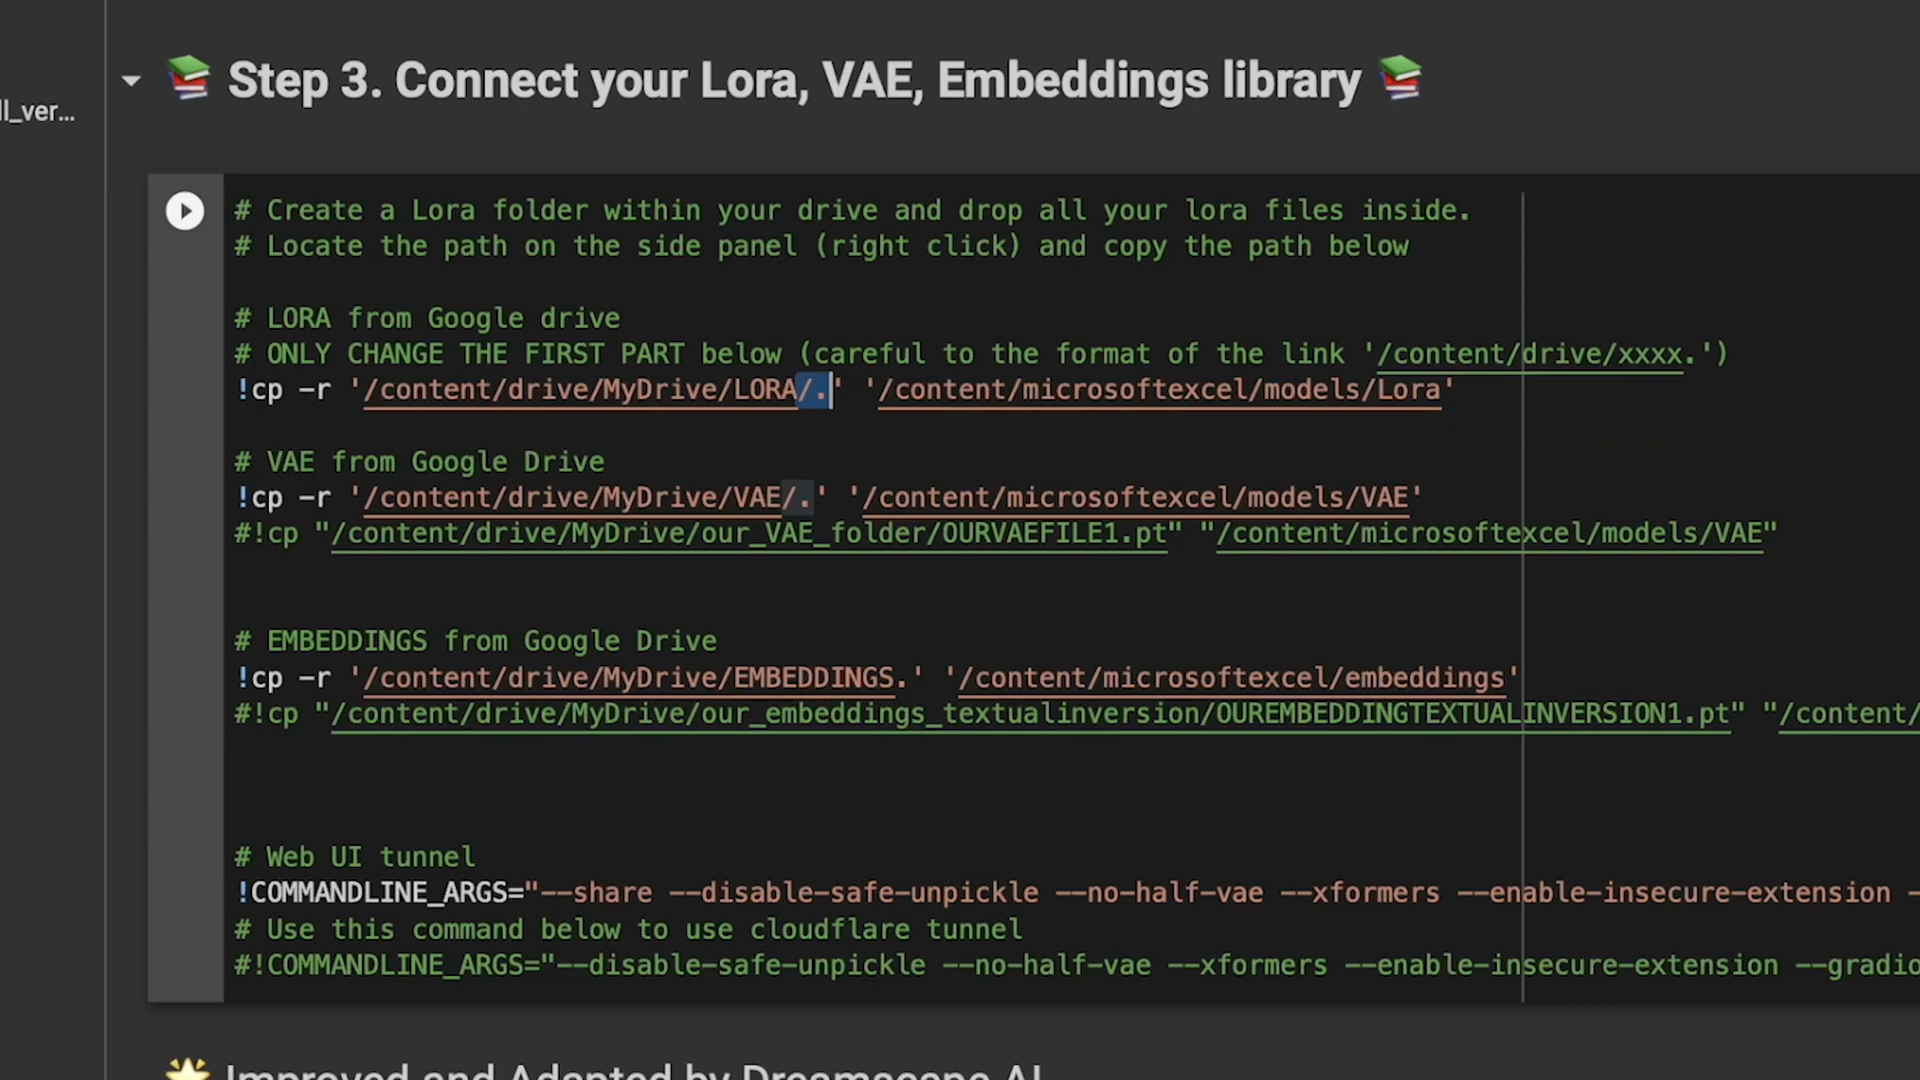 ll_ver...
Step 3. Connect your Lora, VAE, Embeddings library
# Create a Lora folder within your drive and drop all your lora files inside.
# Locate the path on the side panel (right click) and copy the path below
# LORA from Google drive
# ONLY CHANGE THE FIRST PART below (careful to the format of the link '/content/drive/xxxx.')
!cp -r '/content/drive/MyDrive/LORA/.' '/content/microsoftexcel/models/Lora'
# VAE from Google Drive
!cp -r '/content/drive/MyDrive/VAE/.' '/content/microsoftexcel/models/VAE'
#!cp "/content/drive/MyDrive/our_VAE_folder/OURVAEFILE1.pt" "/content/microsoftexcel/models/VAE"
# EMBEDDINGS from Google Drive
!cp -r '/content/drive/MyDrive/EMBEDDINGS.' '/content/microsoftexcel/embeddings'
#!cp "/content/drive/MyDrive/our_embeddings_textualinversion/OUREMBEDDINGTEXTUALINVERSION1.pt" "/content/
# Web UI tunnel
!COMMANDLINE_ARGS="--share --disable-safe-unpickle --no-half-vae --xformers --enable-insecure-extension -
# Use this command below to use cloudflare tunnel
#!COMMANDLINE_ARGS="--disable-safe-unpickle --no-half-vae --xformers --enable-insecure-extension --gradio
Improved and Adapted by Dreamscape AI